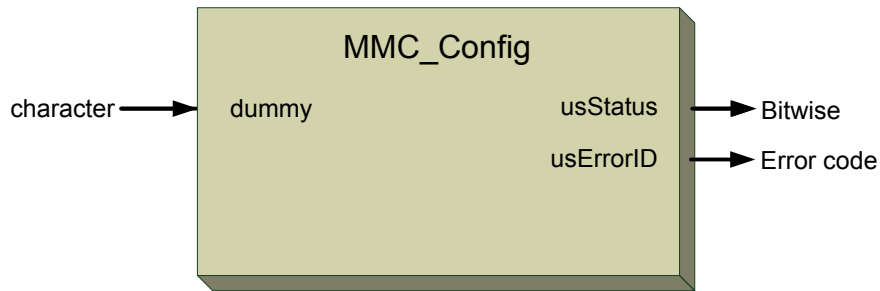 MMC_Config
character dummy usStatus Bitwise
usErrorID Error code